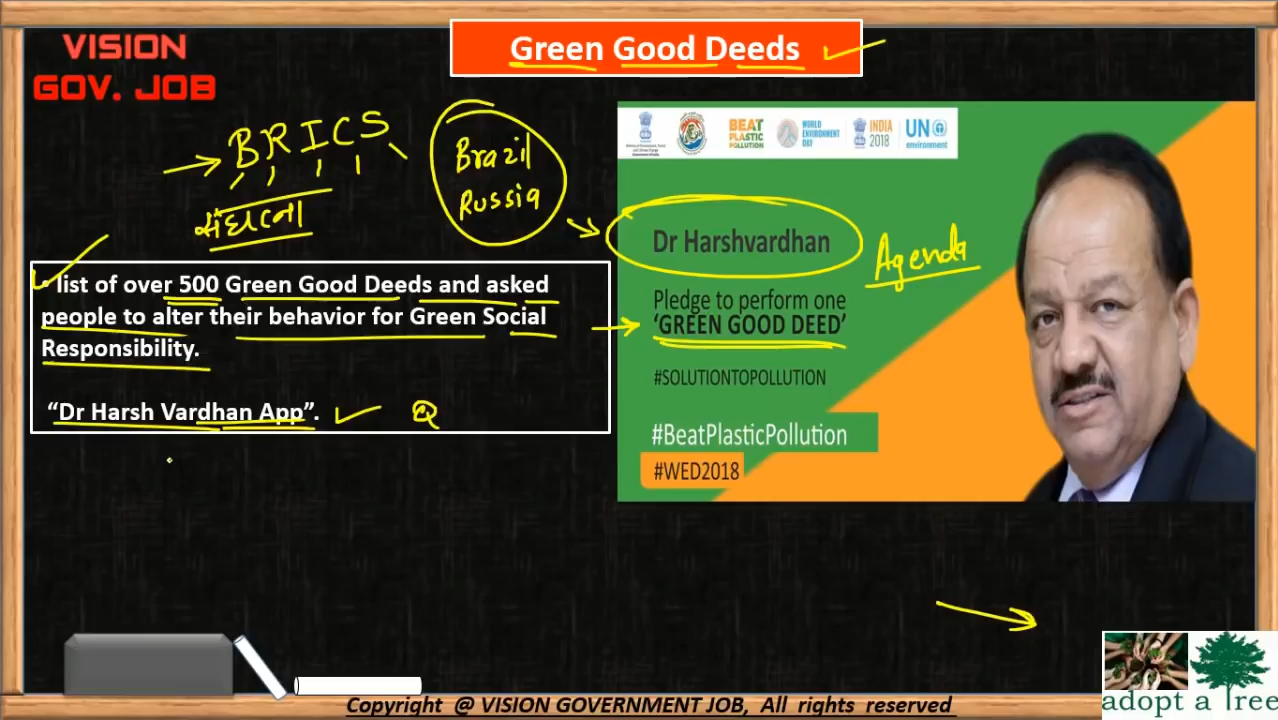 Green Good Deeds
VISION
GOV. JOB
BRICS
Brazil
Russia
BEAT
PLASTIC
POLLUTION
WORLD
ENVIRONMENT
DAY
INDIA
2018
UN
environment
Dr Harshvardhan
Agenda
Pledge to perform one
‘GREEN GOOD DEED’
#SOLUTIONTOPOLLUTION
#BeatPlasticPollution
#WED2018
list of over 500 Green Good Deeds and asked
people to alter their behavior for Green Social
Responsibility.
“Dr Harsh Vardhan App”.
Q
adopt a Tree
Copyright @ VISION GOVERNMENT JOB, All rights reserved